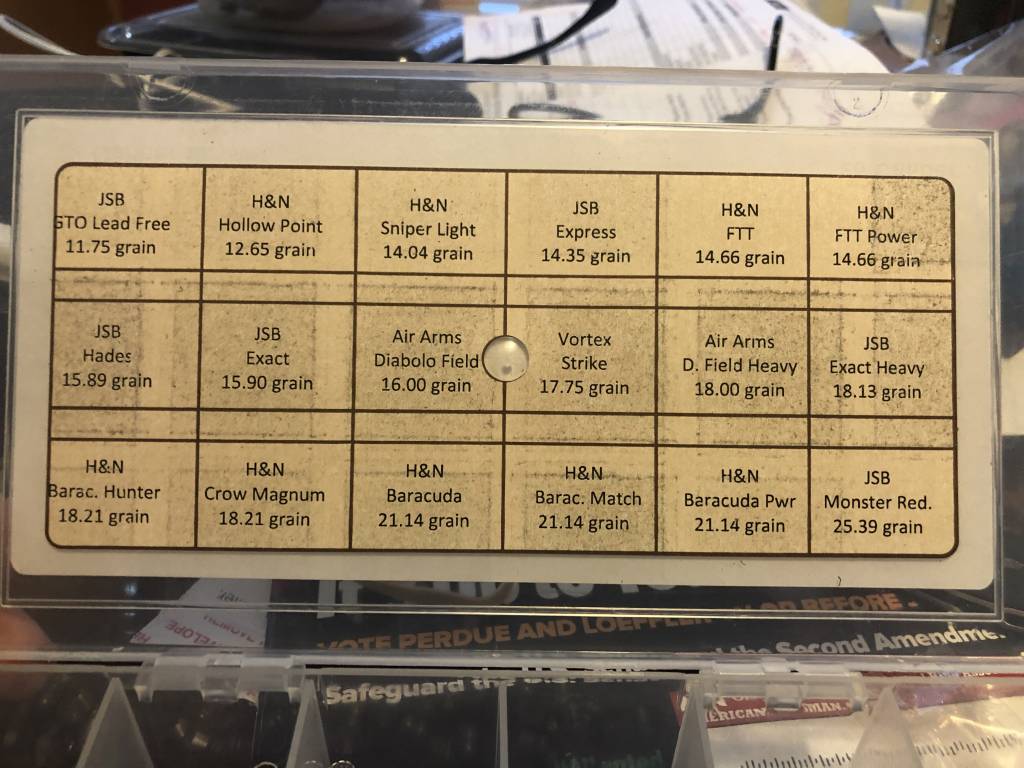 JSB
STO Lead Free
11.75 grain
H&N
Hollow Point
12.65 grain
H&N
Sniper Light
14.04 grain
JSB
Express
14.35 grain
H&N
FTT
14.66 grain
H&N
FTT Power
14.66 grain
JSB
Hades
15.89 grain
JSB
Exact
15.90 grain
Air Arms
Diabolo Field
16.00 grain
Vortex
Strike
17.75 grain
Air Arms
D. Field Heavy
18.00 grain
JSB
Exact Heavy
18.13 grain
H&N
Barac. Hunter
18.21 grain
H&N
Crow Magnum
18.21 grain
H&N
Baracuda
21.14 grain
H&N
Barac. Match
21.14 grain
H&N
Baracuda Pwr
21.14 grain
JSB
Monster Red.
25.39 grain
VOTE PERDUE AND LOEFFLER OR BEFORE -
Safeguard the Second Amendme